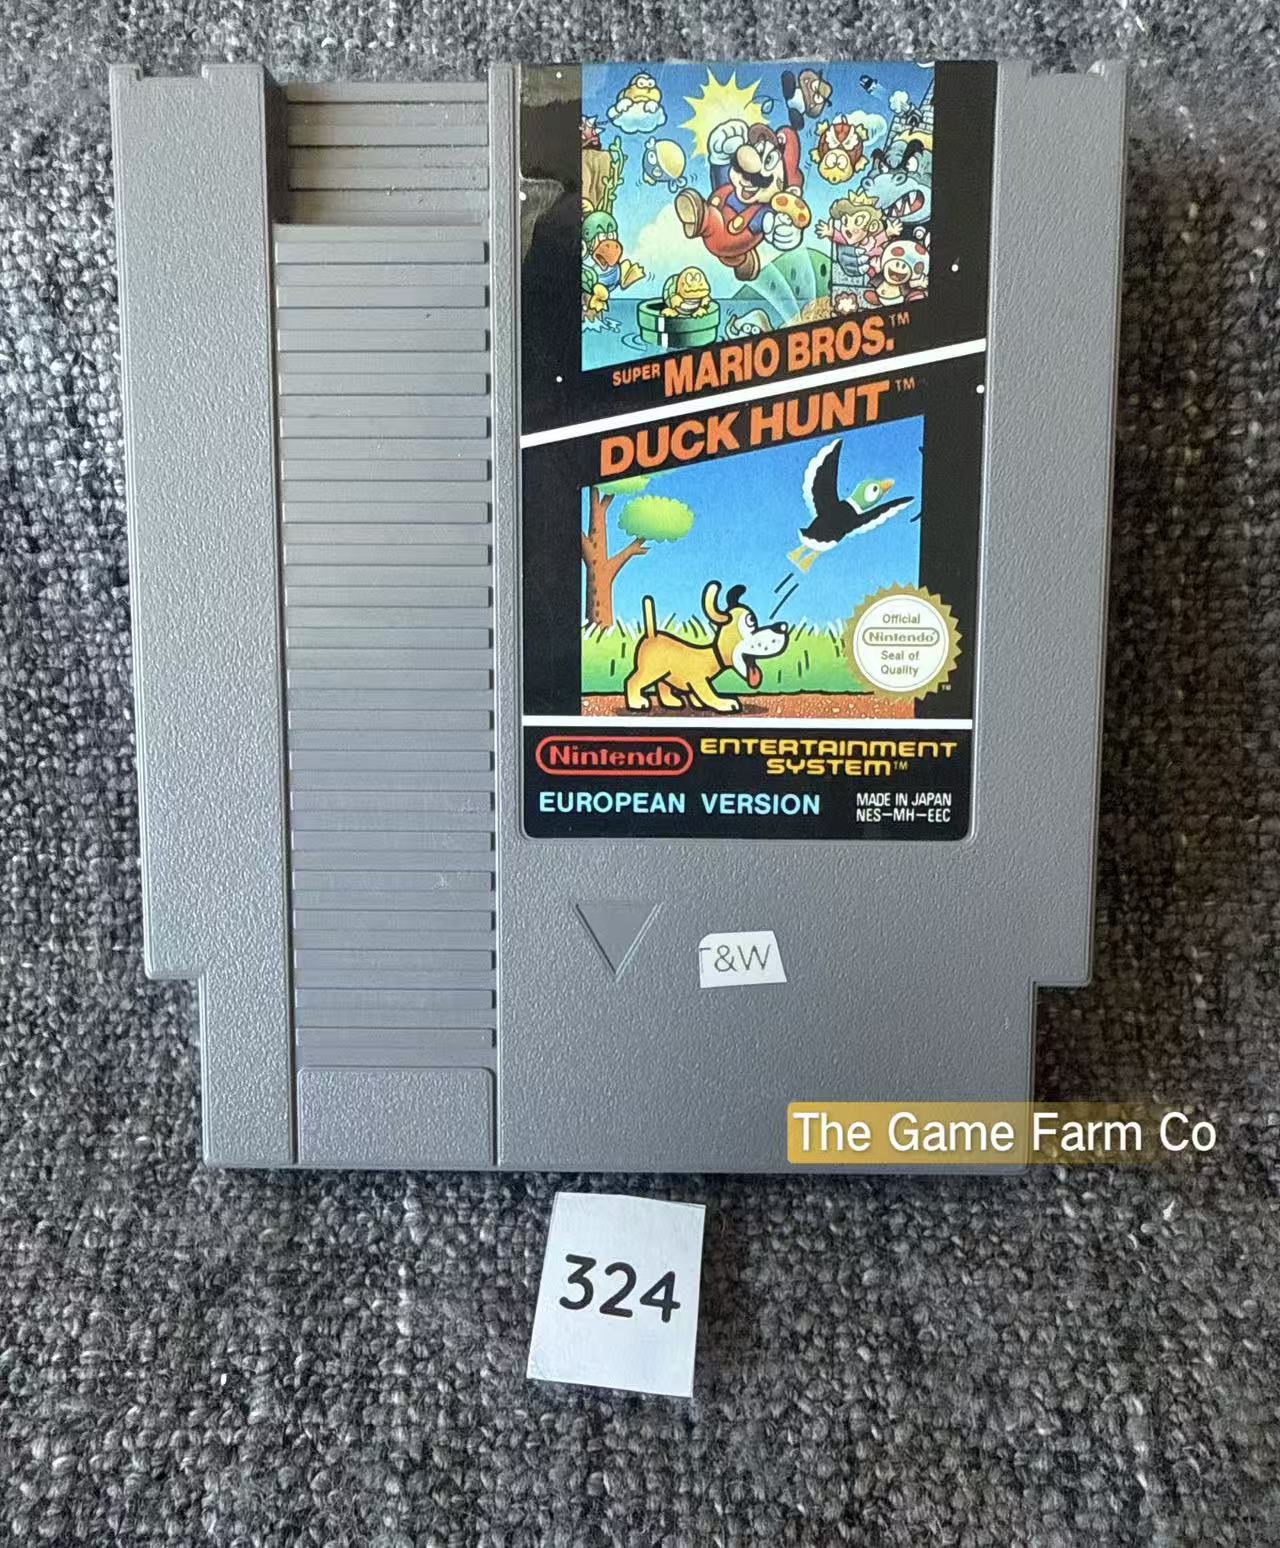 SUPER MARIO BROS.™
DUCK HUNT™
Official
Nintendo
Seal of
Quality
™
Nintendo
ENTERTAINMENT
SYSTEM™
EUROPEAN VERSION
MADE IN JAPAN
NES-MH-EEC
T&W
The Game Farm Co
324